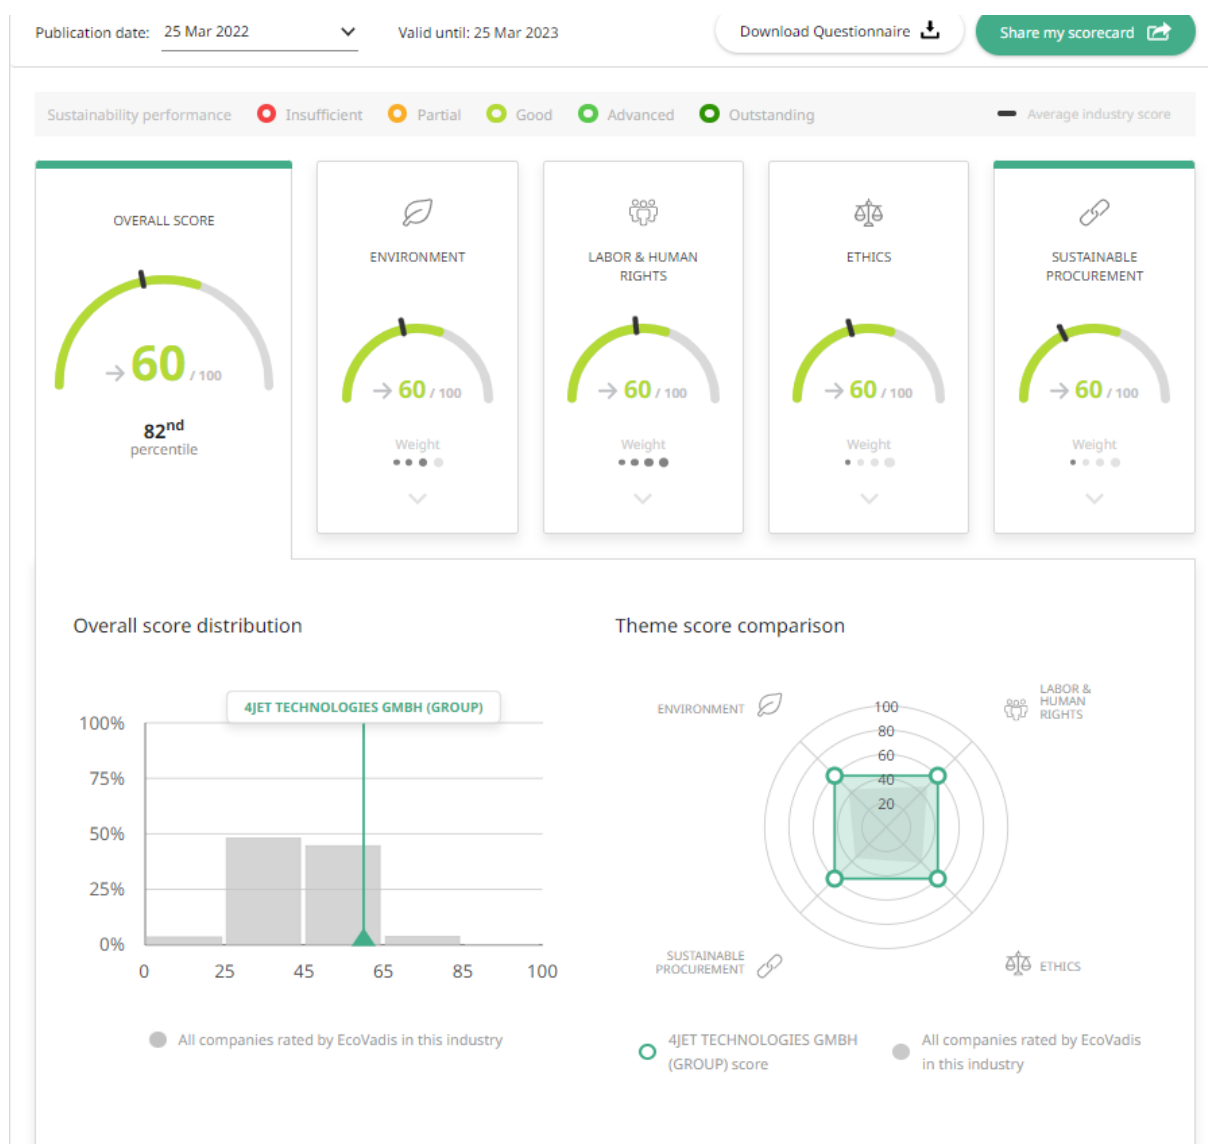 Publication date: 25 Mar 2022 Valid until: 25 Mar 2023 Download Questionnaire Share my scorecard
Sustainability performance Insufficient Partial Good Advanced Outstanding Average industry score
OVERALL SCORE
→ 60 / 100
82nd
percentile
ENVIRONMENT
→ 60 / 100
Weight
LABOR & HUMAN
RIGHTS
→ 60 / 100
Weight
ETHICS
→ 60 / 100
Weight
SUSTAINABLE
PROCUREMENT
→ 60 / 100
Weight
Overall score distribution
4JET TECHNOLOGIES GMBH (GROUP)
100%
75%
50%
25%
0%
0 25 45 65 85 100
All companies rated by EcoVadis in this industry
Theme score comparison
ENVIRONMENT
LABOR &
HUMAN
RIGHTS
100
80
60
40
20
SUSTAINABLE
PROCUREMENT
ETHICS
4JET TECHNOLOGIES GMBH
(GROUP) score
All companies rated by EcoVadis
in this industry